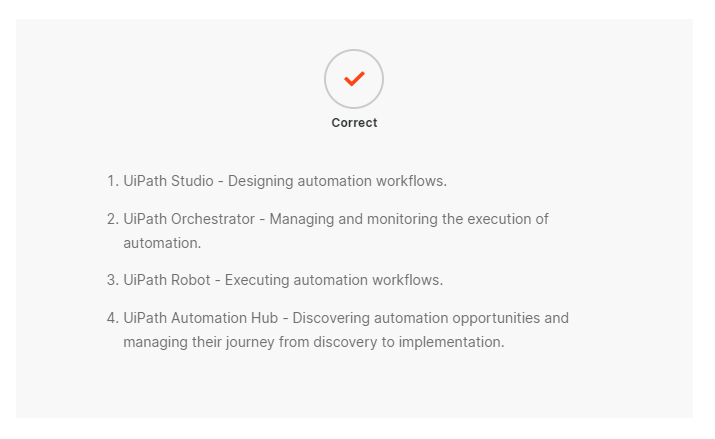 Correct
1. UiPath Studio - Designing automation workflows.
2. UiPath Orchestrator - Managing and monitoring the execution of
automation.
3. UiPath Robot - Executing automation workflows.
4. UiPath Automation Hub - Discovering automation opportunities and
managing their journey from discovery to implementation.